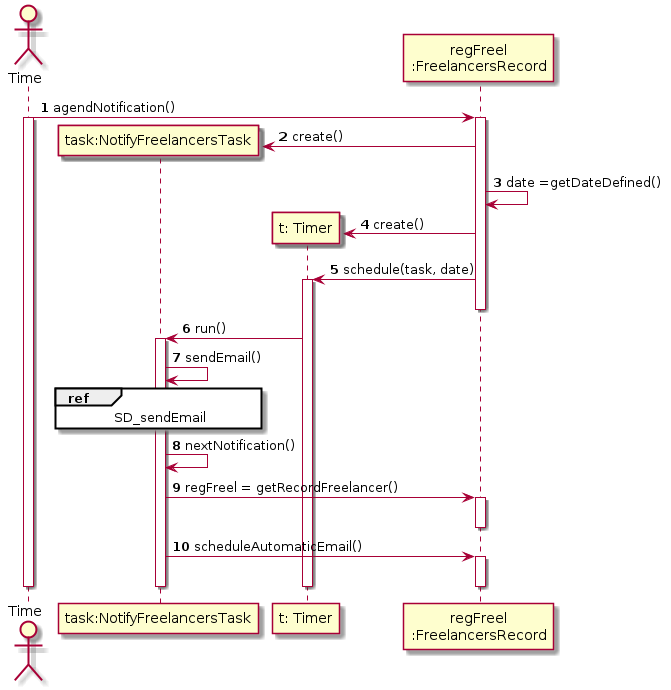 Time
regFreel
:FreelancersRecord
1 agendNotification()
task:NotifyFreelancersTask
2 create()
3 date =getDateDefined()
t: Timer
4 create()
5 schedule(task, date)
6 run()
7 sendEmail()
ref
SD_sendEmail
8 nextNotification()
9 regFreel = getRecordFreelancer()
10 scheduleAutomaticEmail()
Time
task:NotifyFreelancersTask
t: Timer
regFreel
:FreelancersRecord